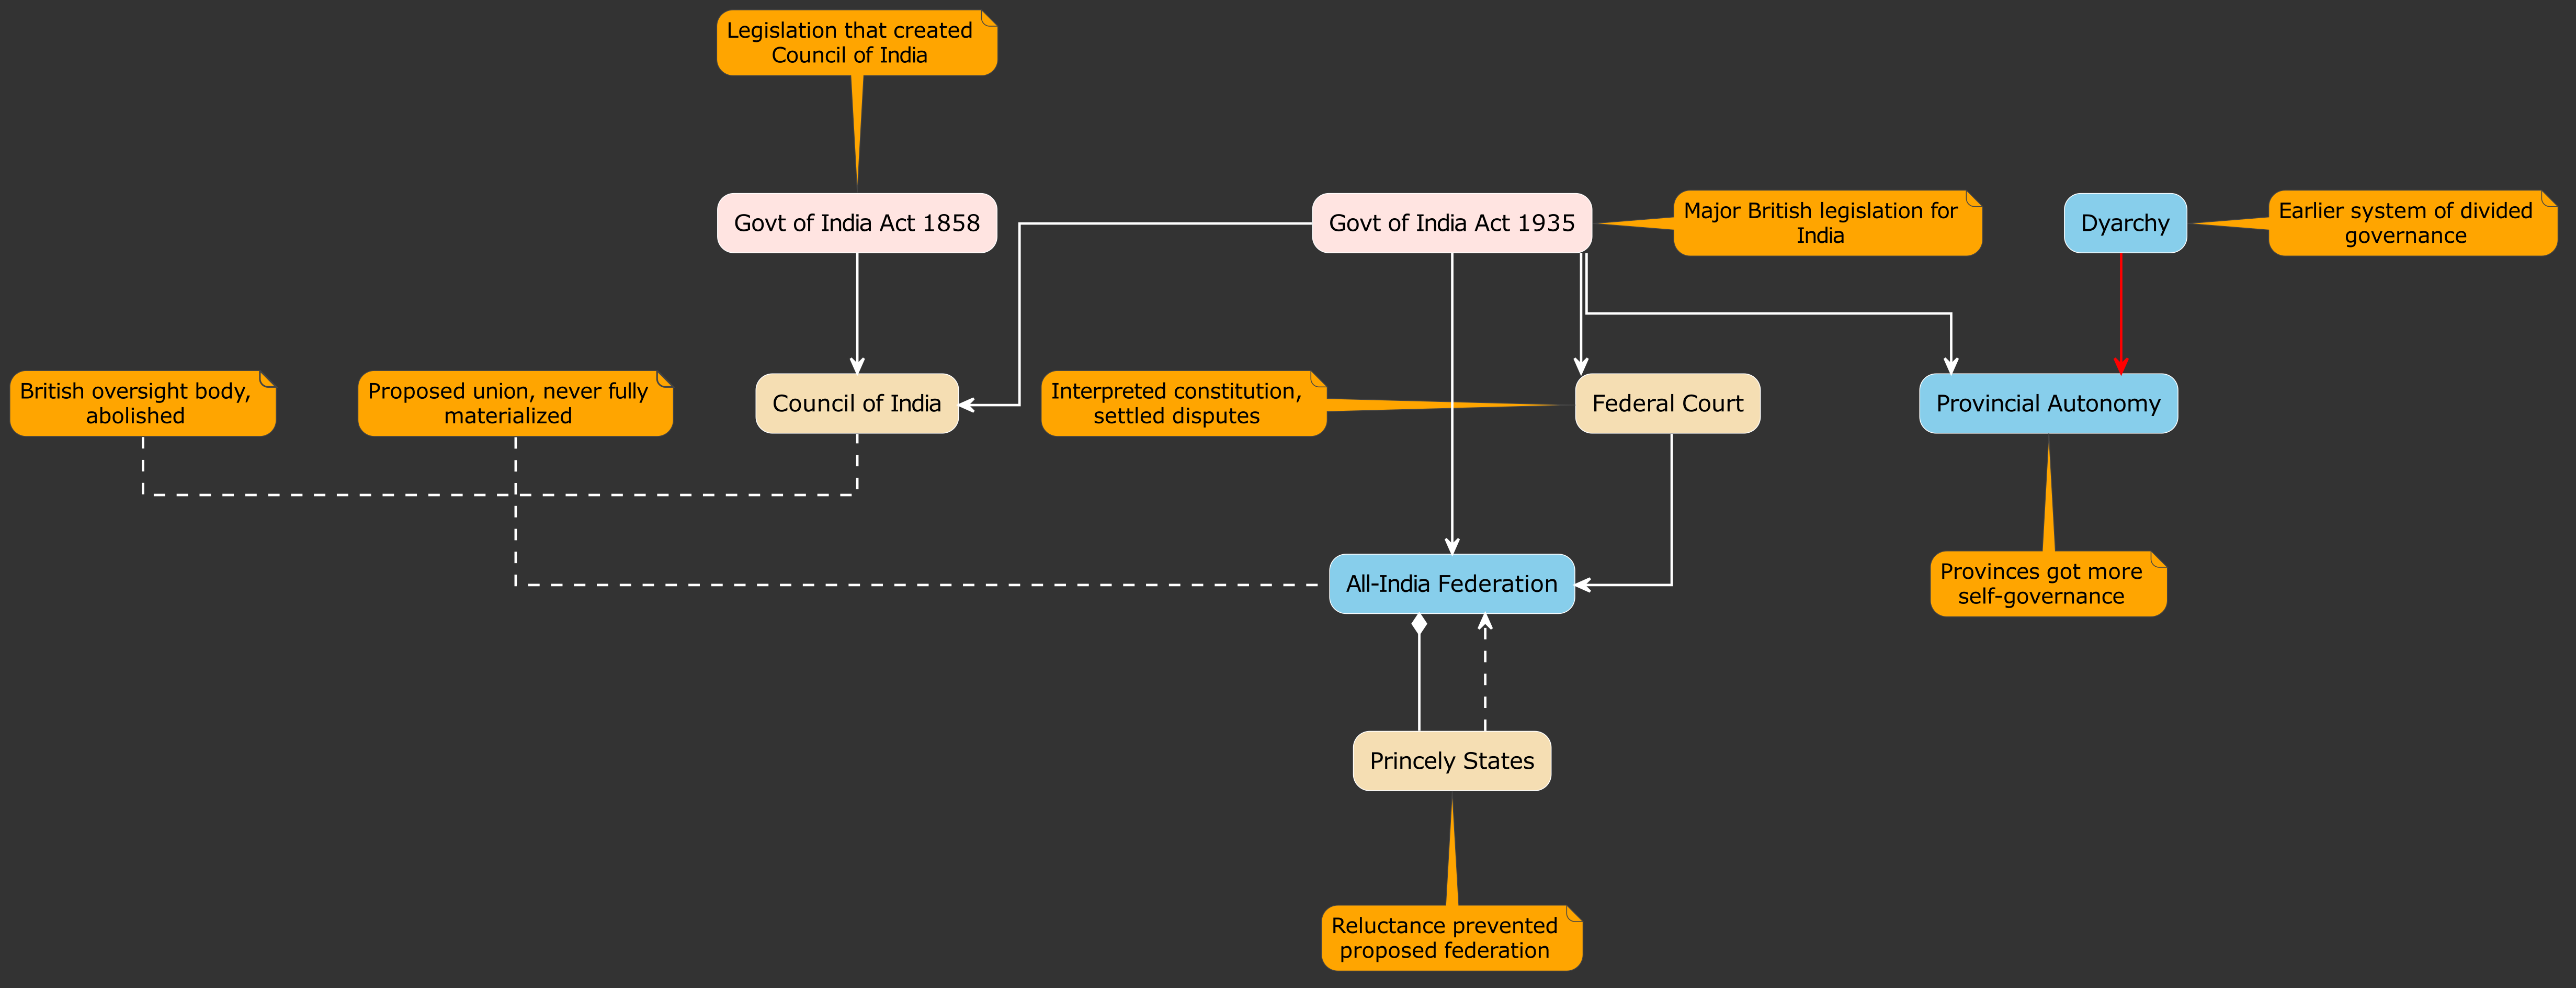 Legislation that created
Council of India
Govt of India Act 1858
Govt of India Act 1935
Major British legislation for
India
Dyarchy
Earlier system of divided
governance
British oversight body,
abolished
Proposed union, never fully
materialized
Council of India
Interpreted constitution,
settled disputes
Federal Court
Provincial Autonomy
All-India Federation
Provinces got more
self-governance
Princely States
Reluctance prevented
proposed federation